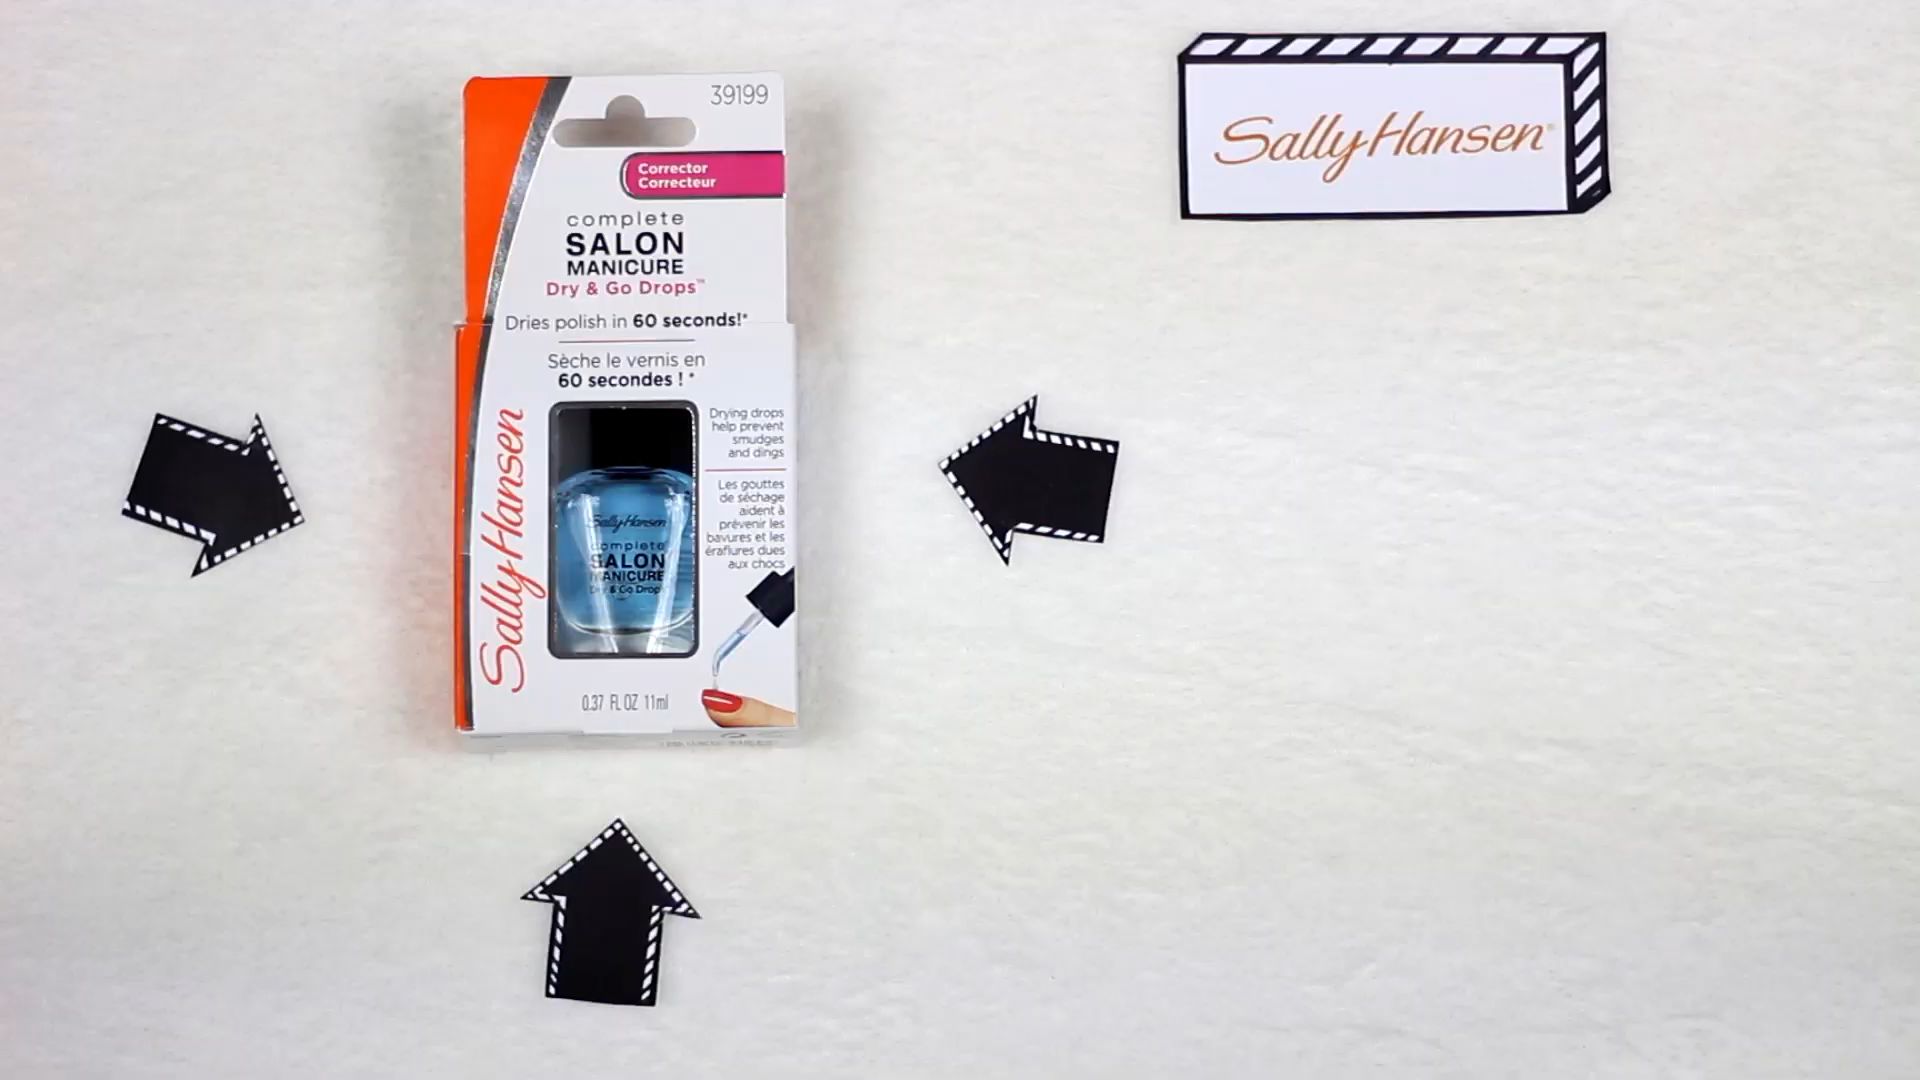 39199
Corrector
Correcteur
complete
SALON
MANICURE
Dry & Go Drops™
Dries polish in 60 seconds!*
Sèche le vernis en
60 secondes ! *
Drying drops
help prevent
smudges
and dings
Les gouttes
de séchage
aident à
prévenir les
bavures et les
éraflures dues
aux chocs
Sally Hansen
Sally Hansen
complete
SALON
MANICURE
Dry & Go Drops
0.37 FL OZ 11ml
Sally Hansen®